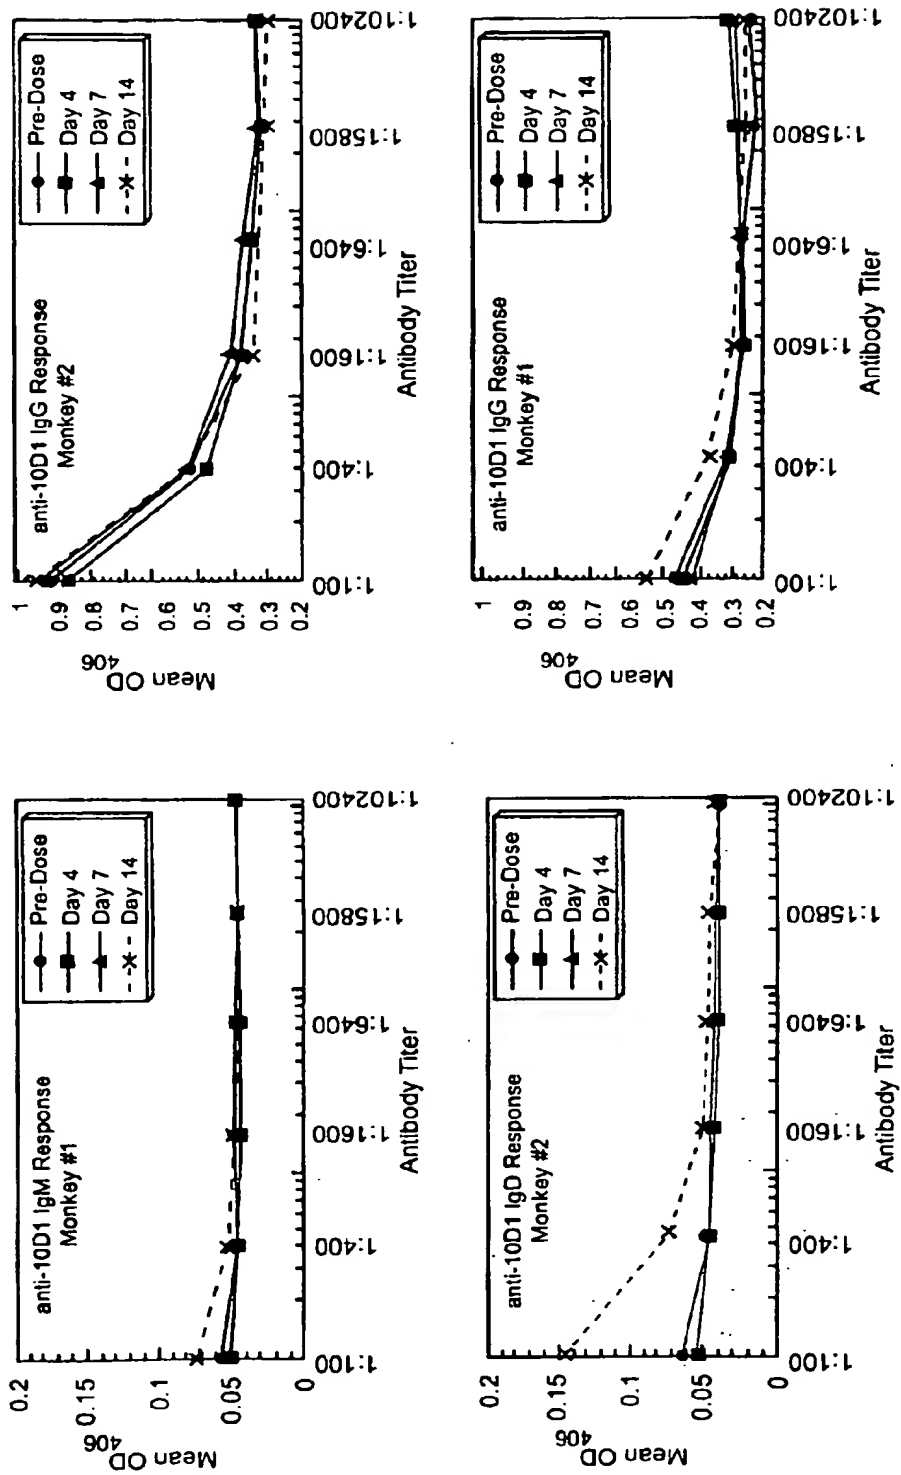 anti-10D1 IgM Response
Monkey #1
Pre-Dose
Day 4
Day 7
Day 14
0.2
0.15
0.1
0.05
0
Mean OD406
1:100
1:400
1:1600
1:6400
1:15800
1:102400
Antibody Titer
anti-10D1 IgG Response
Monkey #2
Pre-Dose
Day 4
Day 7
Day 14
1
0.9
0.8
0.7
0.6
0.5
0.4
0.3
0.2
Mean OD406
1:100
1:400
1:1600
1:6400
1:15800
1:102400
Antibody Titer
anti-10D1 IgD Response
Monkey #2
Pre-Dose
Day 4
Day 7
Day 14
0.2
0.15
0.1
0.05
0
Mean OD406
1:100
1:400
1:1600
1:6400
1:15800
1:102400
Antibody Titer
anti-10D1 IgG Response
Monkey #1
Pre-Dose
Day 4
Day 7
Day 14
1
0.9
0.8
0.7
0.6
0.5
0.4
0.3
0.2
Mean OD406
1:100
1:400
1:1600
1:6400
1:15800
1:102400
Antibody Titer